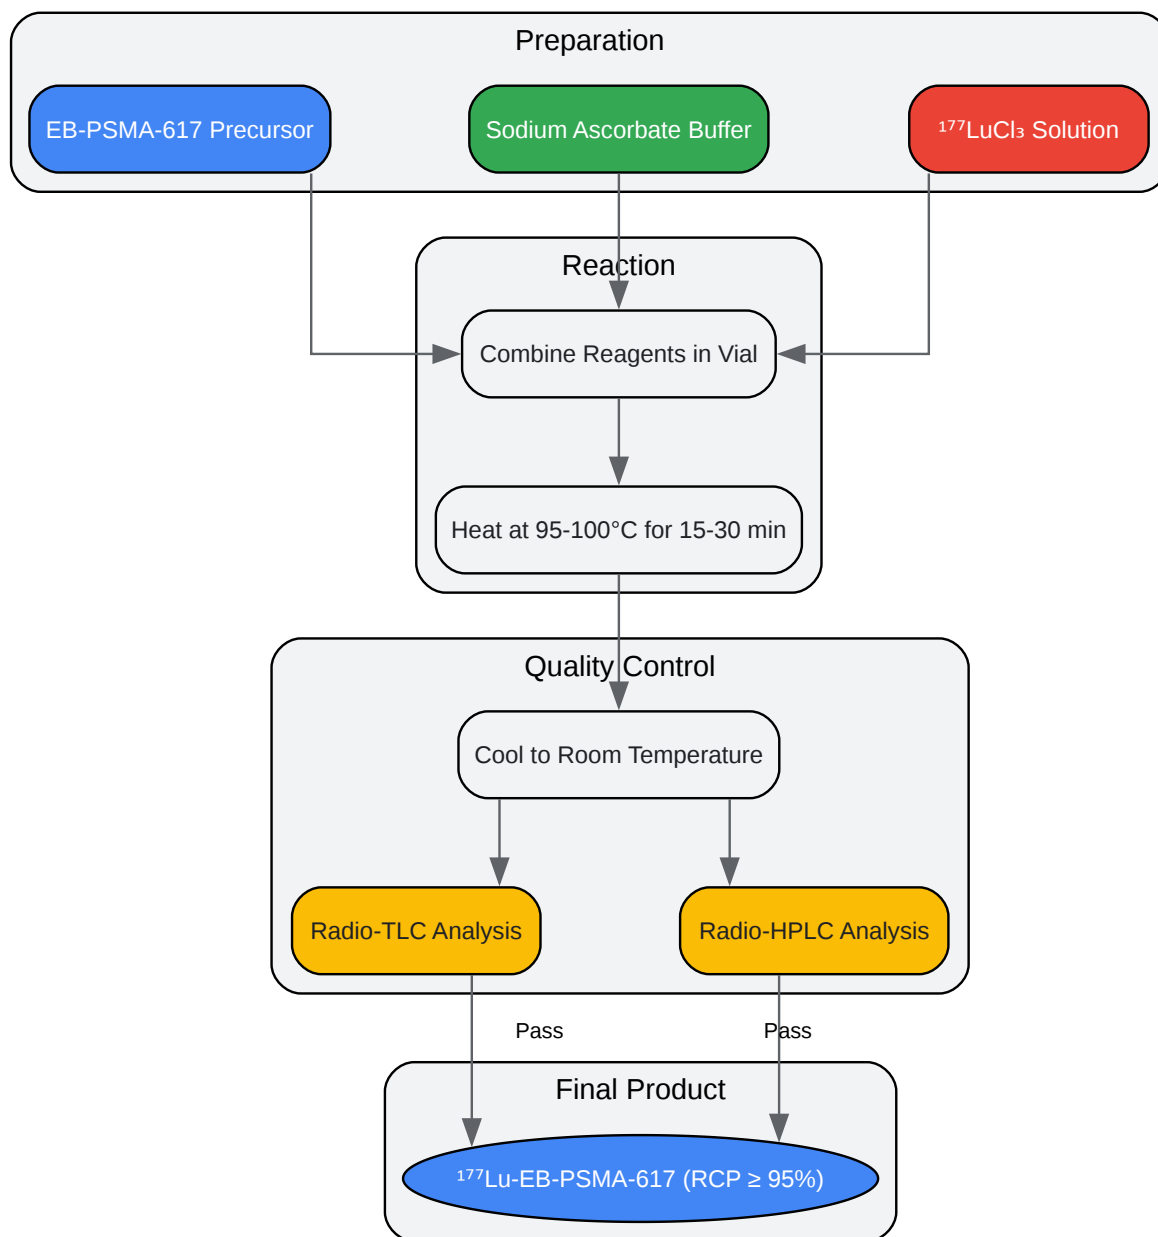 Preparation
EB-PSMA-617 Precursor
Sodium Ascorbate Buffer
¹⁷⁷LuCl₃ Solution
Reaction
Combine Reagents in Vial
Heat at 95-100°C for 15-30 min
Quality Control
Cool to Room Temperature
Radio-TLC Analysis
Radio-HPLC Analysis
Pass
Pass
Final Product
¹⁷⁷Lu-EB-PSMA-617 (RCP ≥ 95%)